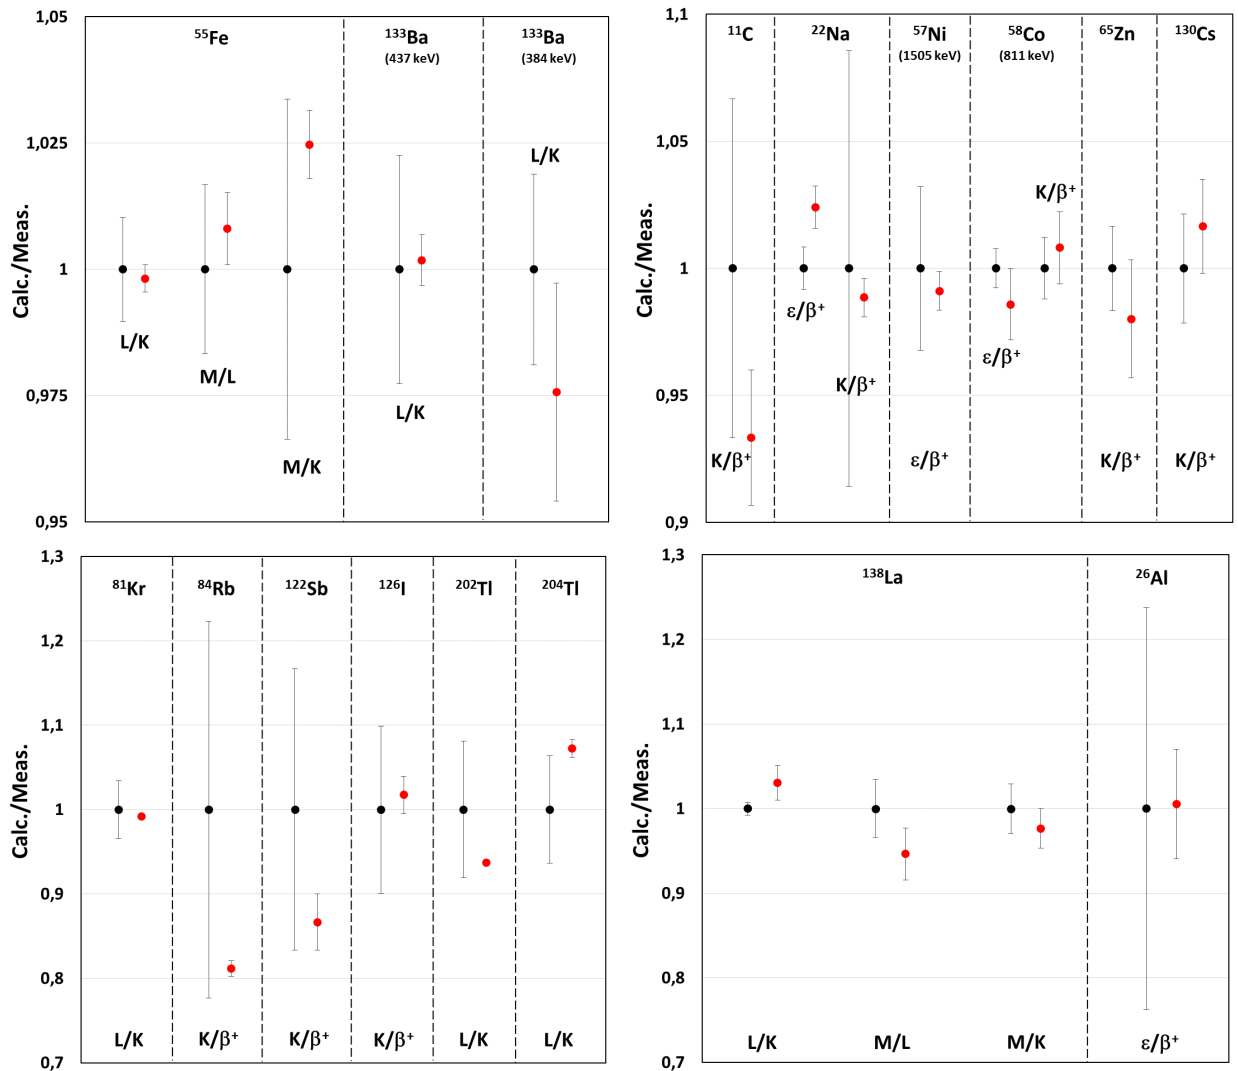 1,05
1,025
1
0,975
0,95
Calc./Meas.
⁵⁵Fe
¹³³Ba
(437 keV)
¹³³Ba
(384 keV)
L/K
M/L
M/K
L/K
L/K
1,1
1,05
1
0,95
0,9
Calc./Meas.
¹¹C
²²Na
⁵⁷Ni
(1505 keV)
⁵⁸Co
(811 keV)
⁶⁵Zn
¹³⁰Cs
K/β⁺
ε/β⁺
K/β⁺
ε/β⁺
ε/β⁺
K/β⁺
K/β⁺
K/β⁺
1,3
1,2
1,1
1
0,9
0,8
0,7
Calc./Meas.
⁸¹Kr
⁸⁴Rb
¹²²Sb
¹²⁶I
²⁰²Tl
²⁰⁴Tl
L/K
K/β⁺
K/β⁺
K/β⁺
L/K
L/K
1,3
1,2
1,1
1
0,9
0,8
0,7
Calc./Meas.
¹³⁸La
²⁶Al
L/K
M/L
M/K
ε/β⁺